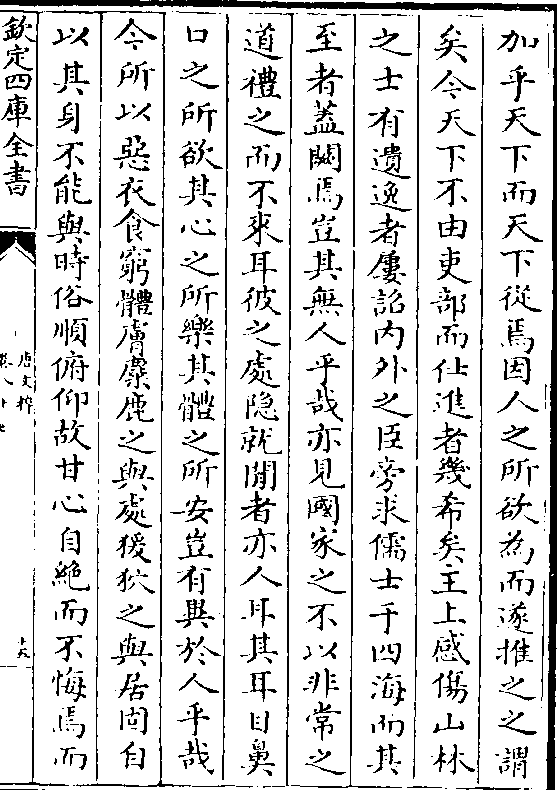 加乎天下而天下從焉因人之所欲為而遂推之之謂
矣今天下不由吏部而仕進者幾希矣主上感傷山林
之士有遺逸者屢詔内外之臣旁求儒士于四海而其
至者蓋闕焉豈其無人乎哉亦見國家之不以非常之
道禮之而不來耳彼之處隐就閒者亦人耳其耳目鼻
口之所欲其心之所樂其體之所安豈有異於人乎哉
今所以惡衣食窮體膚麋鹿之與處猨狖之與居固自
以其身不能與時俗順俯仰故甘心自絶而不悔焉而
欽定四庫全書
唐文粹